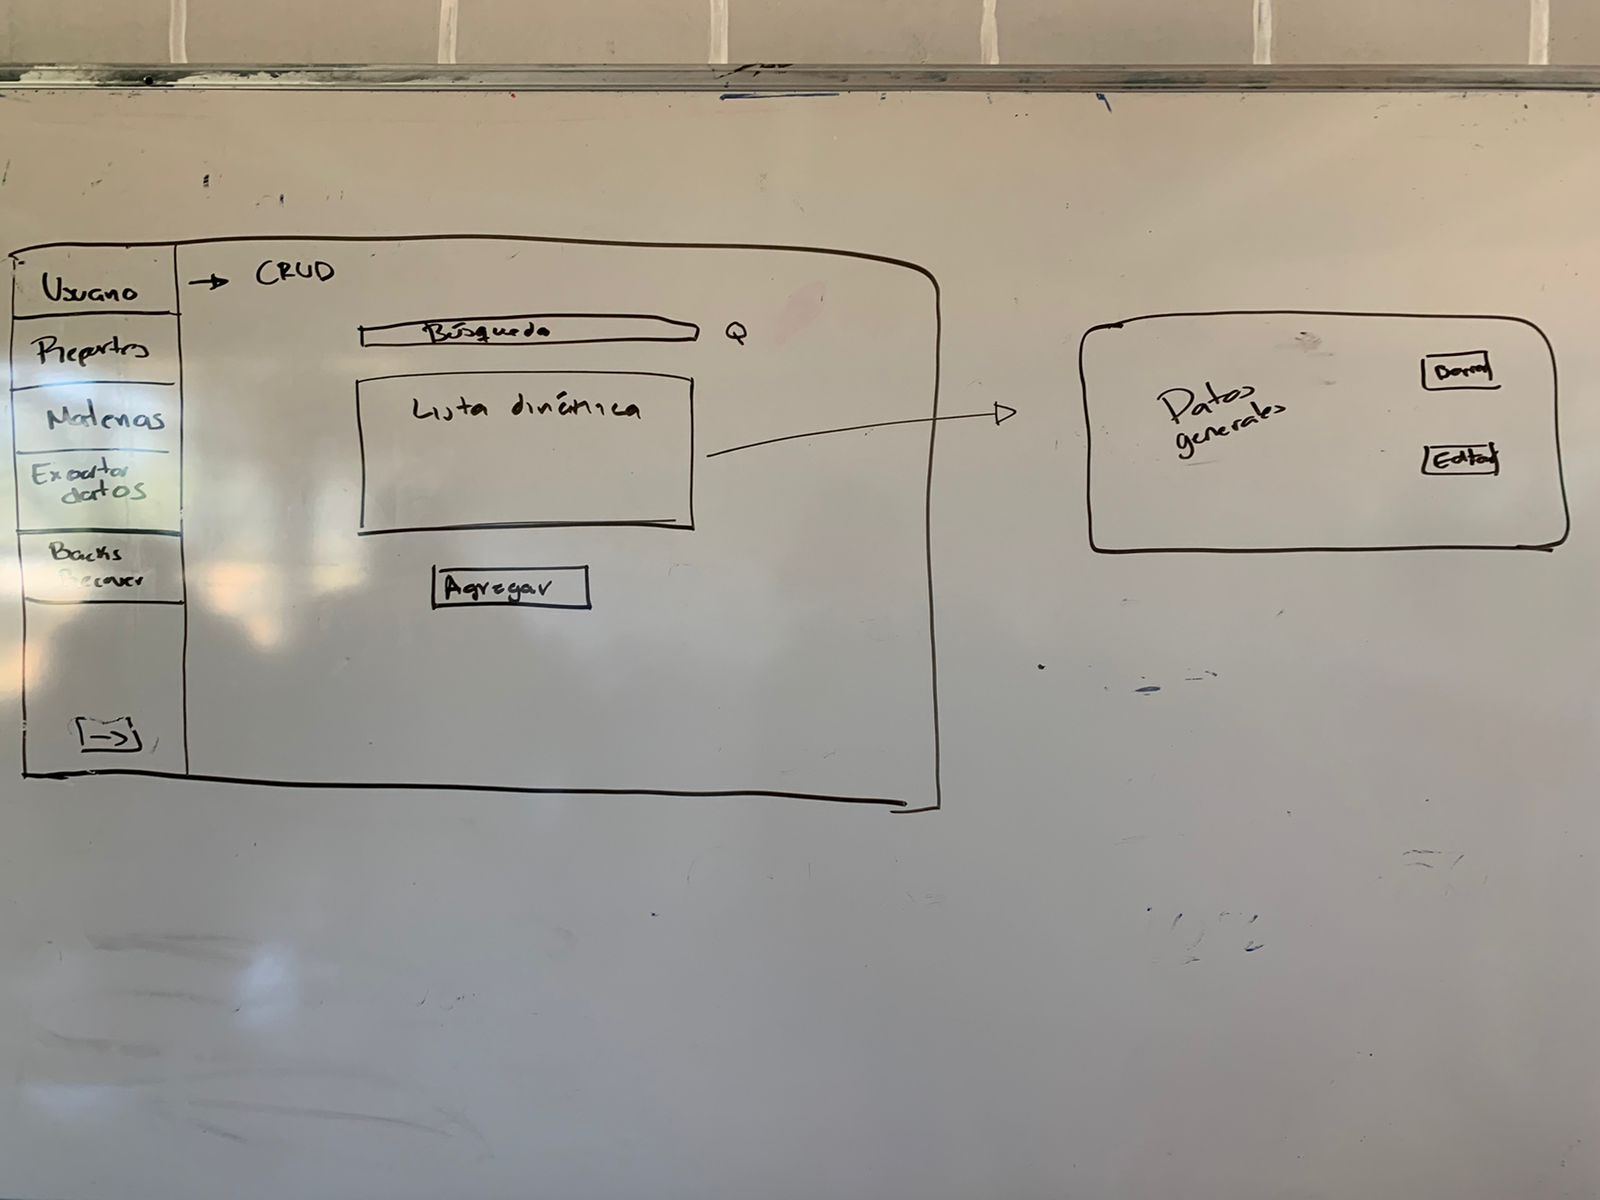 Usuario
→ CRUD
Reportes
Materias
Exportar
datos
Backs
Recover
Búsqueda
Lista dinámica
Agregar
Datos
generales
Borrar
Editar